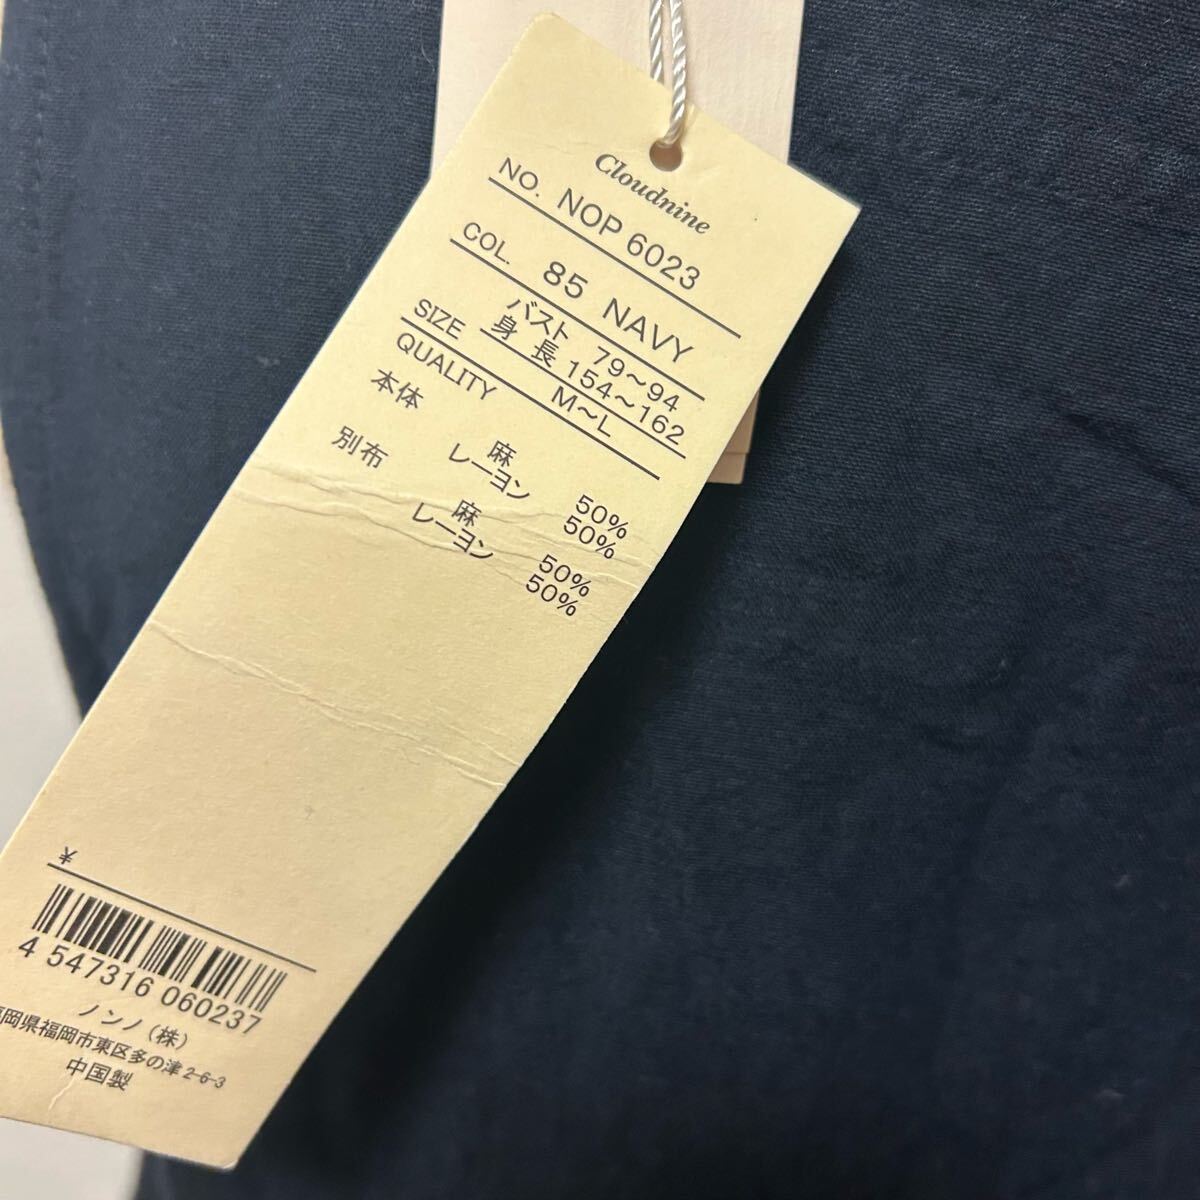 Cloudnine
NO. NOP 6023
COL. 85 NAVY
SIZE バスト 79～94
身長 154～162
M～L
QUALITY
本体 麻 50%
レーヨン 50%
別布 麻 50%
レーヨン 50%
¥
4 547316 060237
ノンノ(株)
岡県福岡市東区多の津2-6-3
中国製